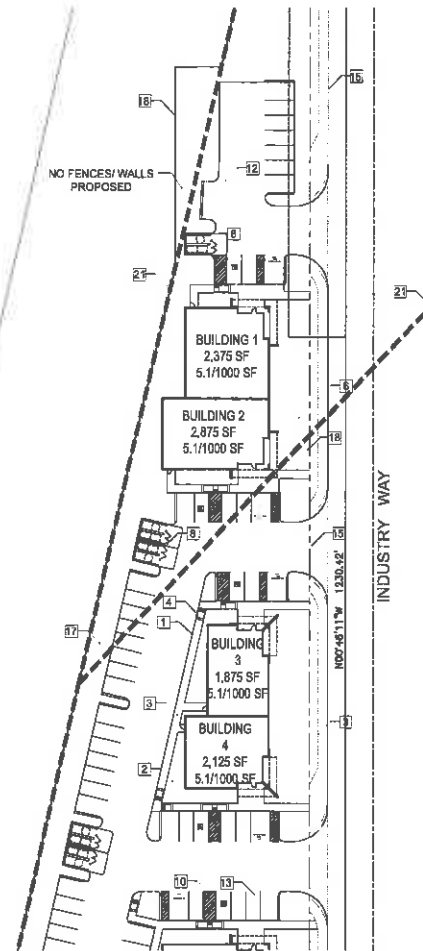 15
18
12
NO FENCES/ WALLS
PROPOSED
8
21
21
BUILDING 1
2,375 SF
5.1/1000 SF
6
BUILDING 2
2,875 SF
5.1/1000 SF
18
INDUSTRY WAY
8
15
N00°46'11"W 1230.42'
4
1
17
BUILDING
3
1,875 SF
5.1/1000 SF
3
BUILDING
4
2,125 SF
5.1/1000 SF
2
10
13